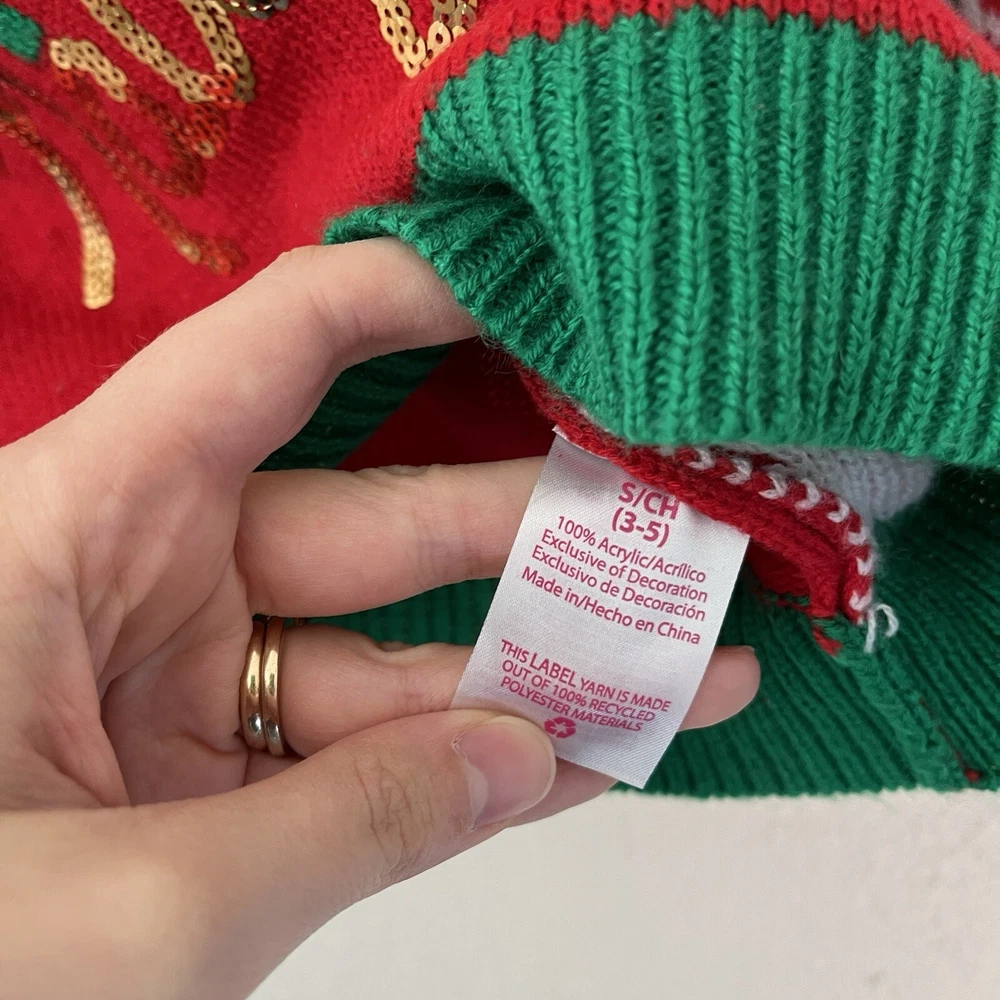 S/CH
(3-5)
100% Acrylic/Acrílico
Exclusive of Decoration
Exclusivo de Decoración
Made in/Hecho en China
THIS LABEL YARN IS MADE
OUT OF 100% RECYCLED
POLYESTER MATERIALS